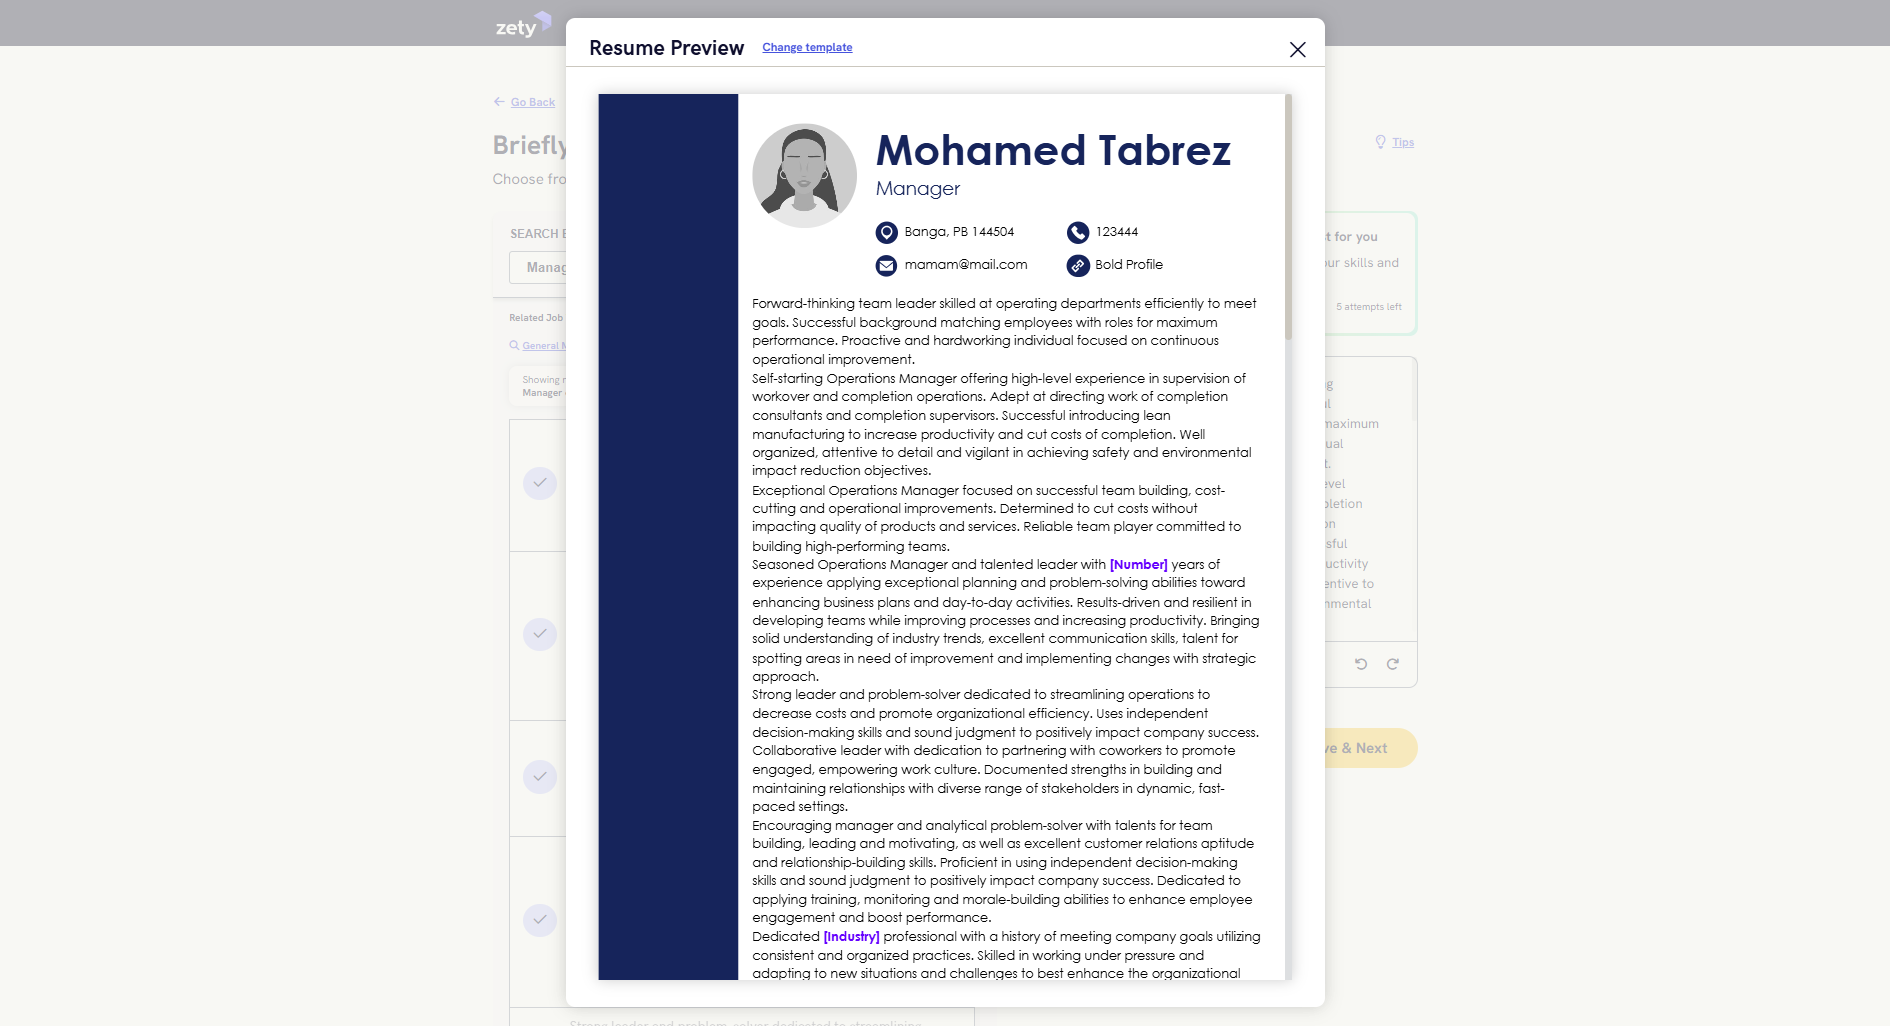 zety
Resume Preview
Change template
Go Back
Briefly
Choose fro
Tips
SEARCH
Manag
Related Job
General M
Showing
Manager
t for you
ur skills and
5 attempts left
Mohamed Tabrez
Manager
Banga, PB 144504
123444
mamam@mail.com
Bold Profile
Forward-thinking team leader skilled at operating departments efficiently to meet
goals. Successful background matching employees with roles for maximum
performance. Proactive and hardworking individual focused on continuous
operational improvement.
Self-starting Operations Manager offering high-level experience in supervision of
workover and completion operations. Adept at directing work of completion
consultants and completion supervisors. Successful introducing lean
manufacturing to increase productivity and cut costs of completion. Well
organized, attentive to detail and vigilant in achieving safety and environmental
impact reduction objectives.
Exceptional Operations Manager focused on successful team building, cost-
cutting and operational improvements. Determined to cut costs without
impacting quality of products and services. Reliable team player committed to
building high-performing teams.
Seasoned Operations Manager and talented leader with [Number] years of
experience applying exceptional planning and problem-solving abilities toward
enhancing business plans and day-to-day activities. Results-driven and resilient in
developing teams while improving processes and increasing productivity. Bringing
solid understanding of industry trends, excellent communication skills, talent for
spotting areas in need of improvement and implementing changes with strategic
approach.
Strong leader and problem-solver dedicated to streamlining operations to
decrease costs and promote organizational efficiency. Uses independent
decision-making skills and sound judgment to positively impact company success.
Collaborative leader with dedication to partnering with coworkers to promote
engaged, empowering work culture. Documented strengths in building and
maintaining relationships with diverse range of stakeholders in dynamic, fast-
paced settings.
Encouraging manager and analytical problem-solver with talents for team
building, leading and motivating, as well as excellent customer relations aptitude
and relationship-building skills. Proficient in using independent decision-making
skills and sound judgment to positively impact company success. Dedicated to
applying training, monitoring and morale-building abilities to enhance employee
engagement and boost performance.
Dedicated [Industry] professional with a history of meeting company goals utilizing
consistent and organized practices. Skilled in working under pressure and
adapting to new situations and challenges to best enhance the organizational
g
al
maximum
ual
t.
evel
pletion
on
sful
uctivity
entive to
nmental
ve & Next
Strong leader and problem-solver dedicated to streamlining